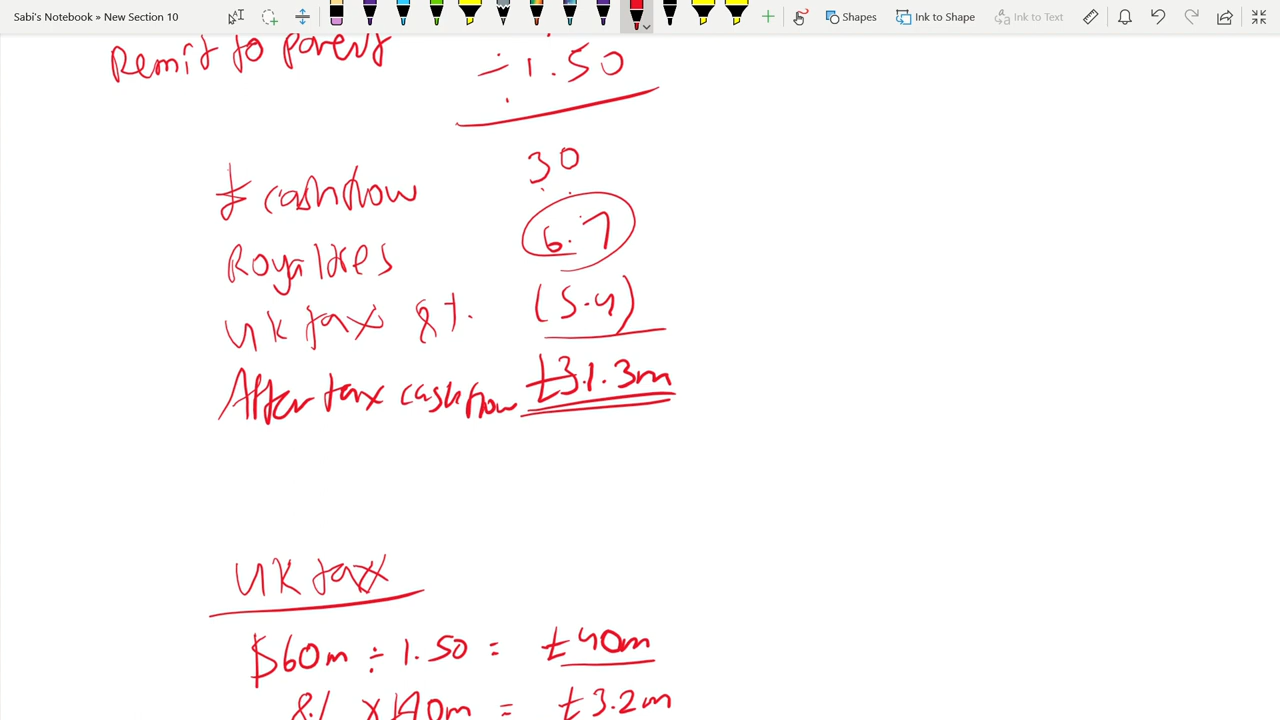 Sabi's Notebook » New Section 10
Shapes
Ink to Shape
Ink to Text
Remit to parent ÷ 1.50
£ cashflow 30
Royalties 6.7
UK tax 8%. (5.4)
After tax cashflow £31.3m
UK tax
$60m ÷ 1.50 = £40m
8% x £40m = £3.2m